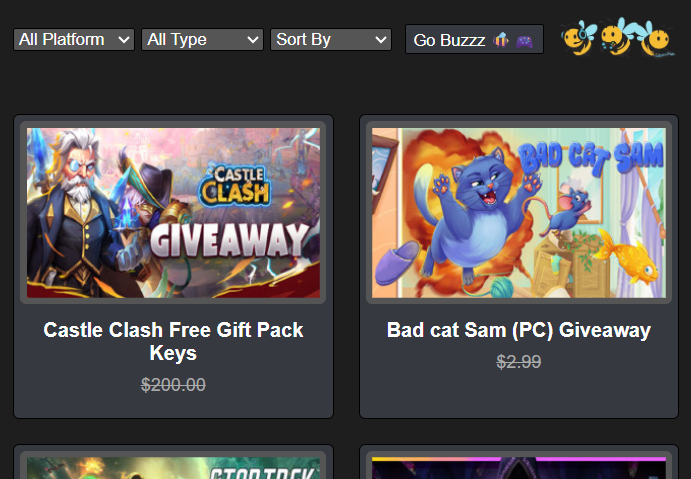 All Platform
All Type
Sort By
Go Buzzz
CASTLE
CLASH
GIVEAWAY
BAD CAT SAM
Castle Clash Free Gift Pack
Keys
$200.00
Bad cat Sam (PC) Giveaway
$2.99
STAR TREK